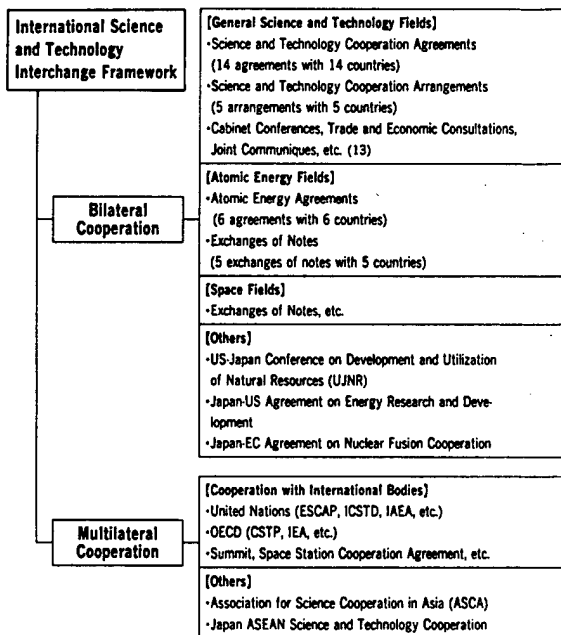 International Science
and Technology
Interchange Framework
[General Science and Technology Fields]
·Science and Technology Cooperation Agreements
(14 agreements with 14 countries)
·Science and Technology Cooperation Arrangements
(5 arrangements with 5 countries)
·Cabinet Conferences, Trade and Economic Consultations,
Joint Communiques, etc. (13)
Bilateral
Cooperation
[Atomic Energy Fields]
·Atomic Energy Agreements
(6 agreements with 6 countries)
·Exchanges of Notes
(5 exchanges of notes with 5 countries)
[Space Fields]
·Exchanges of Notes, etc.
[Others]
·US-Japan Conference on Development and Utilization
of Natural Resources (UJNR)
·Japan-US Agreement on Energy Research and Deve-
lopment
·Japan-EC Agreement on Nuclear Fusion Cooperation
Multilateral
Cooperation
[Cooperation with International Bodies]
·United Nations (ESCAP, ICSTD, IAEA, etc.)
·OECD (CSTP, IEA, etc.)
·Summit, Space Station Cooperation Agreement, etc.
[Others]
·Association for Science Cooperation in Asia (ASCA)
·Japan ASEAN Science and Technology Cooperation